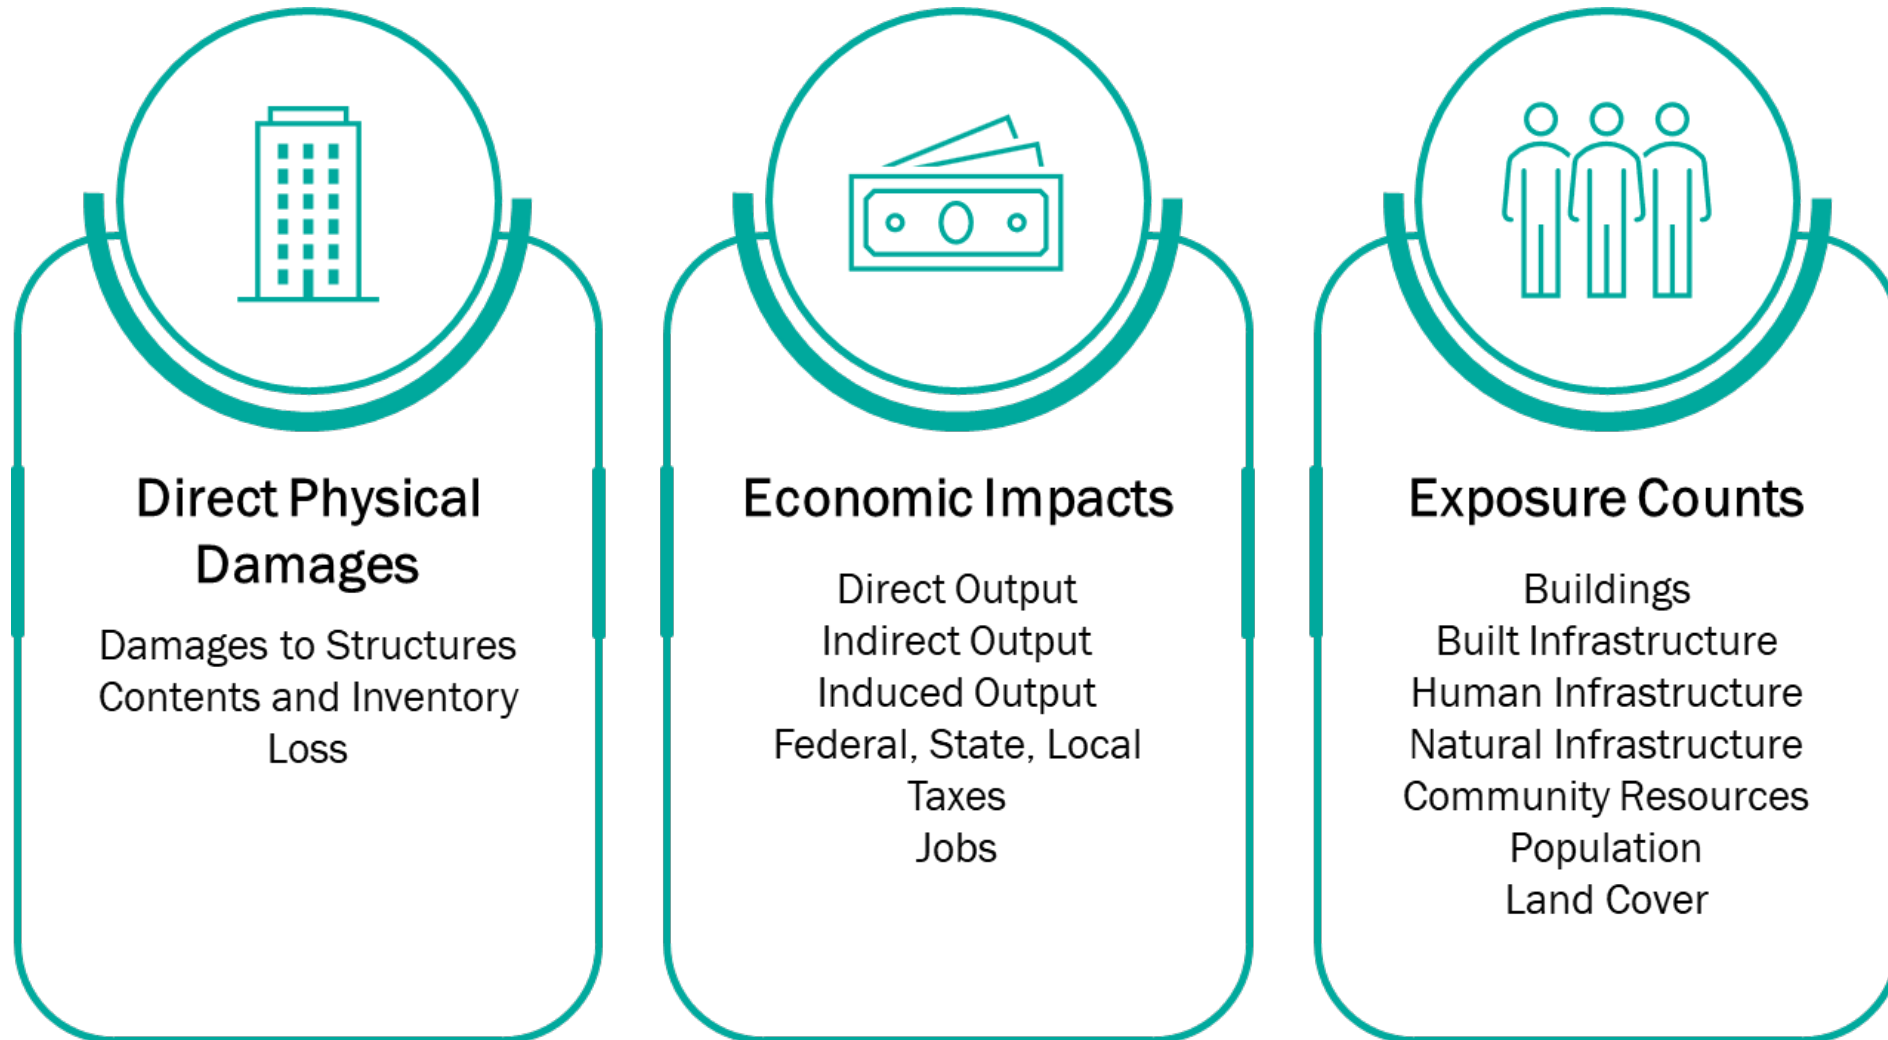 Direct Physical
Damages
Damages to Structures
Contents and Inventory
Loss
Economic Impacts
Direct Output
Indirect Output
Induced Output
Federal, State, Local
Taxes
Jobs
Exposure Counts
Buildings
Built Infrastructure
Human Infrastructure
Natural Infrastructure
Community Resources
Population
Land Cover